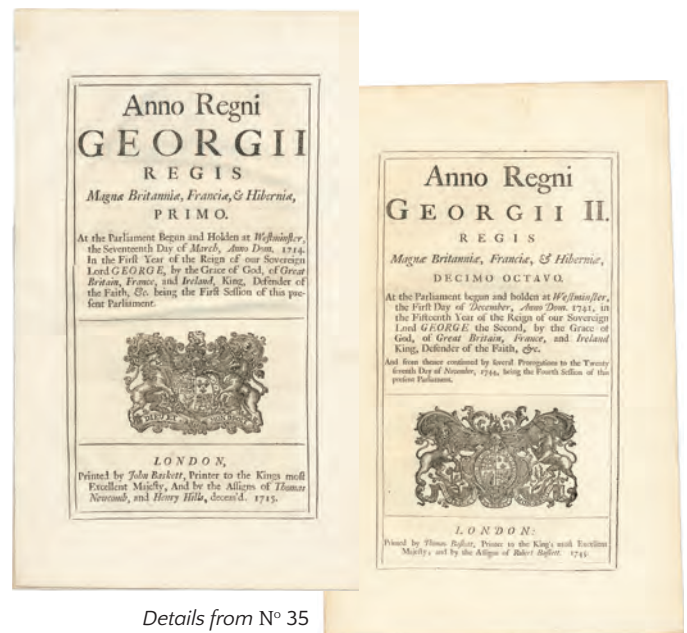 Anno Regni
GEORGII
REGIS
Magnæ Britanniæ, Franciæ, & Hiberniæ,
PRIMO.
At the Parliament Begun and Holden at Westminster,
the Seventeenth Day of March, Anno Dom. 1714.
In the First Year of the Reign of our Sovereign
Lord GEORGE, by the Grace of God, of Great
Britain, France, and Ireland, King, Defender of
the Faith, &c. being the First Session of this pre-
sent Parliament.
LONDON,
Printed by John Baskett, Printer to the Kings most
Excellent Majesty, And by the Assigns of Thomas
Newcomb, and Henry Hills, deceas'd. 1715.
Anno Regni
GEORGII II.
REGIS
Magnæ Britanniæ, Franciæ, & Hiberniæ,
DECIMO OCTAVO.
At the Parliament begun and holden at Westminster,
the First Day of December, Anno Dom. 1741, in
the Fifteenth Year of the Reign of our Sovereign
Lord GEORGE the Second, by the Grace of
God, of Great Britain, France, and Ireland
King, Defender of the Faith, &c.
And from thence continued by several Prorogations to the Twenty
seventh Day of November, 1744, being the Fourth Session of this
present Parliament.
LONDON:
Printed by Thomas Baskett, Printer to the King's most Excellent
Majesty; and by the Assigns of Robert Baskett. 1745.
Details from Nº 35